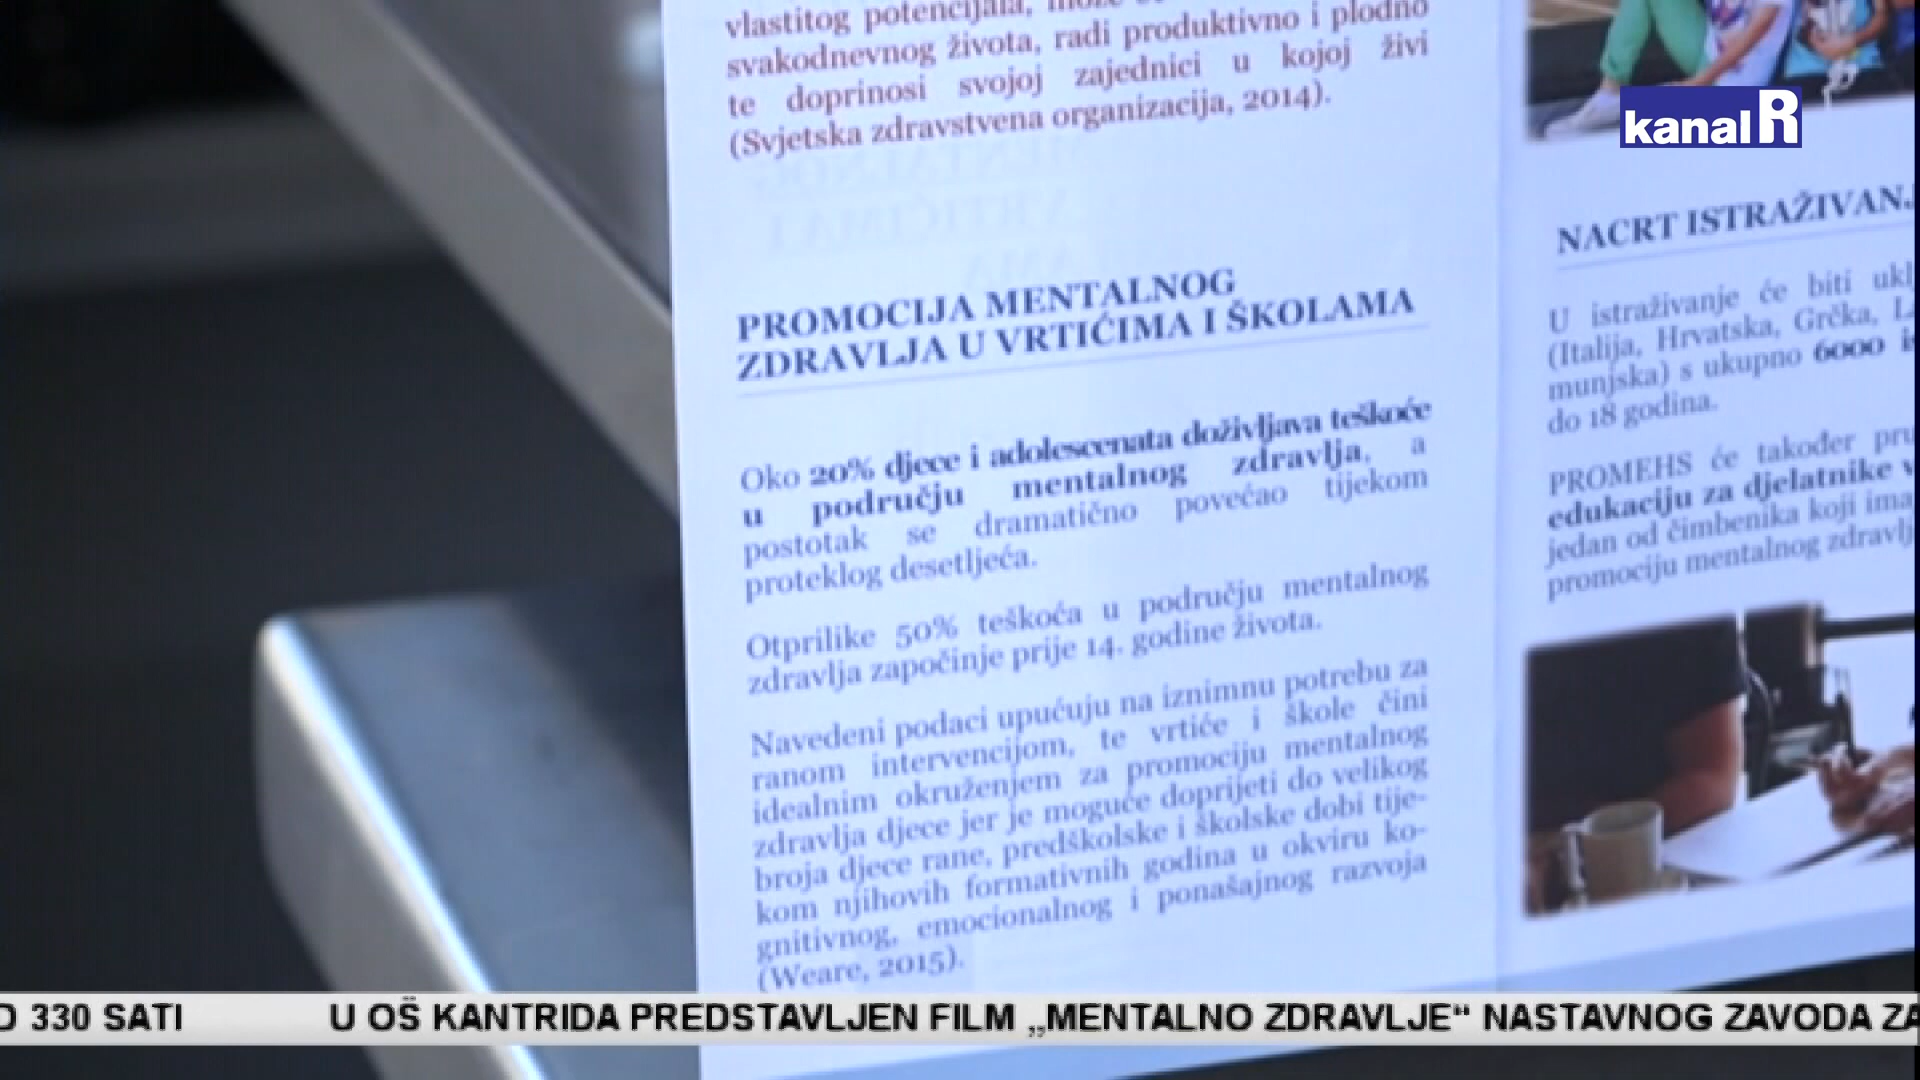 vlastitog potencijala,
svakodnevnog života, radi produktivno i plodno
te doprinosi svojoj zajednici u kojoj živi
(Svjetska zdravstvena organizacija, 2014).
PROMOCIJA MENTALNOG
ZDRAVLJA U VRTIĆIMA I ŠKOLAMA
Oko 20% djece i adolescenata doživljava teškoće
u području mentalnog zdravlja, a
postotak se dramatično povećao tijekom
proteklog desetljeća.
Otprilike 50% teškoća u području mentalnog
zdravlja započinje prije 14. godine života.
Navedeni podaci upućuju na iznimnu potrebu za
ranom intervencijom, te vrtiće i škole čini
idealnim okruženjem za promociju mentalnog
zdravlja djece jer je moguće doprijeti do velikog
broja djece rane, predškolske i školske dobi tije-
kom njihovih formativnih godina u okviru ko-
gnitivnog, emocionalnog i ponašajnog razvoja
(Weare, 2015).
kanal R
NACRT ISTRAŽIVANJ
U istraživanje će biti ukl
(Italija, Hrvatska, Grčka, La
munjska) s ukupno 6000 is
do 18 godina.
PROMEHS će također pru
edukaciju za djelatnike v
jedan od čimbenika koji ima
promociju mentalnog zdravlj
D 330 SATI U OŠ KANTRIDA PREDSTAVLJEN FILM „MENTALNO ZDRAVLJE“ NASTAVNOG ZAVODA ZA